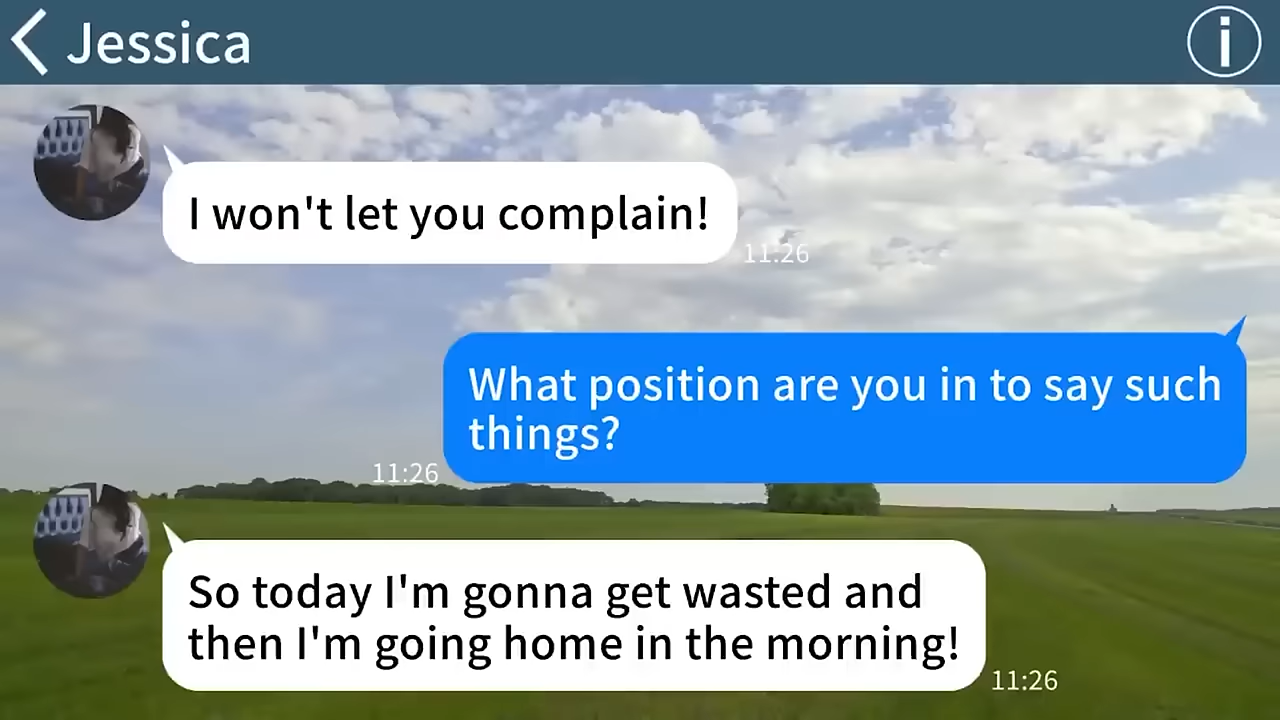 Jessica
I won't let you complain!
11:26
What position are you in to say such
things?
11:26
So today I'm gonna get wasted and
then I'm going home in the morning!
11:26